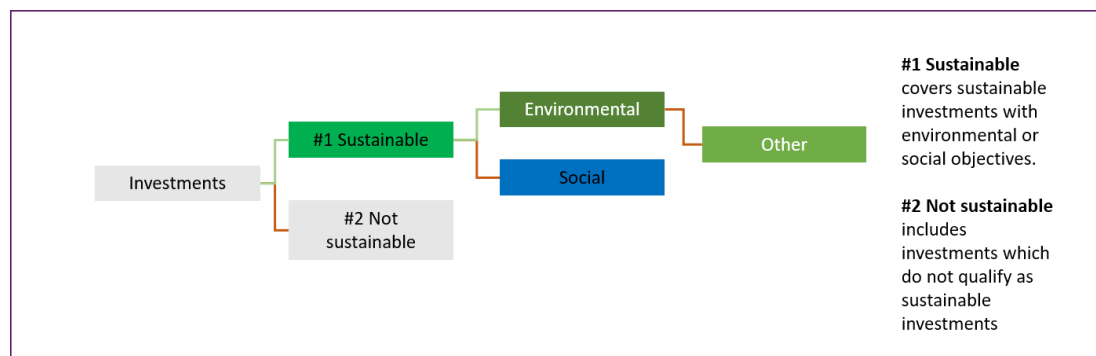 Investments
#1 Sustainable
#2 Not
sustainable
Environmental
Social
Other
#1 Sustainable
covers sustainable
investments with
environmental or
social objectives.
#2 Not sustainable
includes
investments which
do not qualify as
sustainable
investments